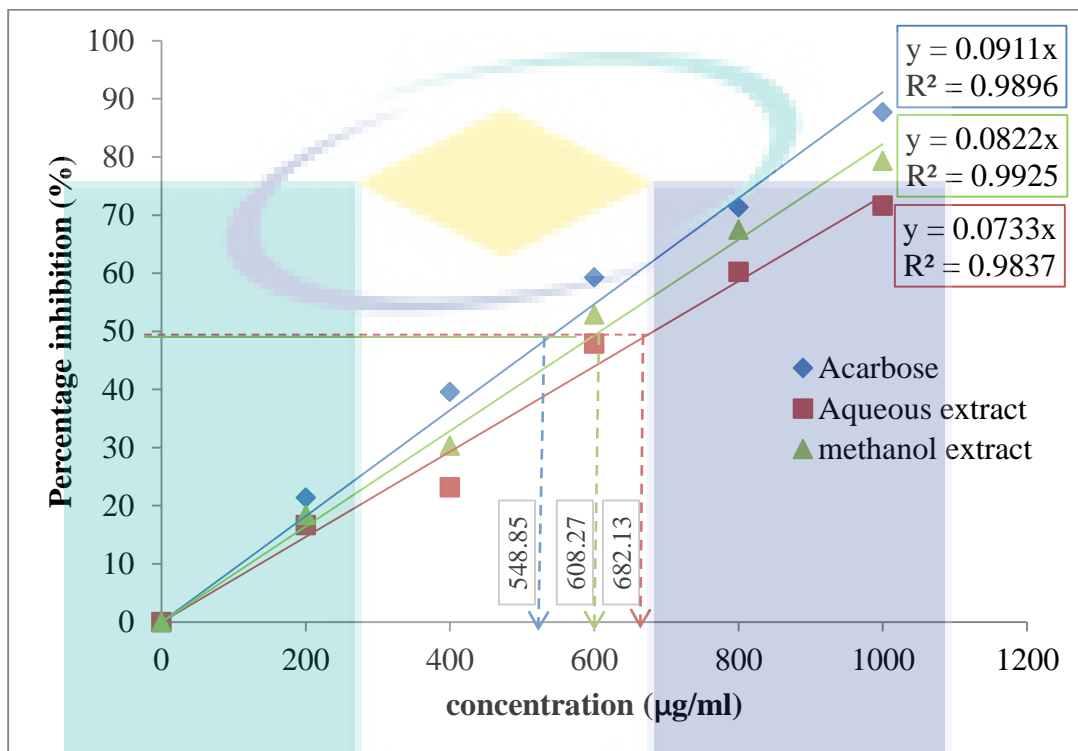 100
90
80
70
60
50
40
30
20
10
0
Percentage inhibition (%)
y = 0.0911x
R² = 0.9896
y = 0.0822x
R² = 0.9925
y = 0.0733x
R² = 0.9837
Acarbose
Aqueous extract
methanol extract
548.85
608.27
682.13
0 200 400 600 800 1000 1200
concentration (µg/ml)